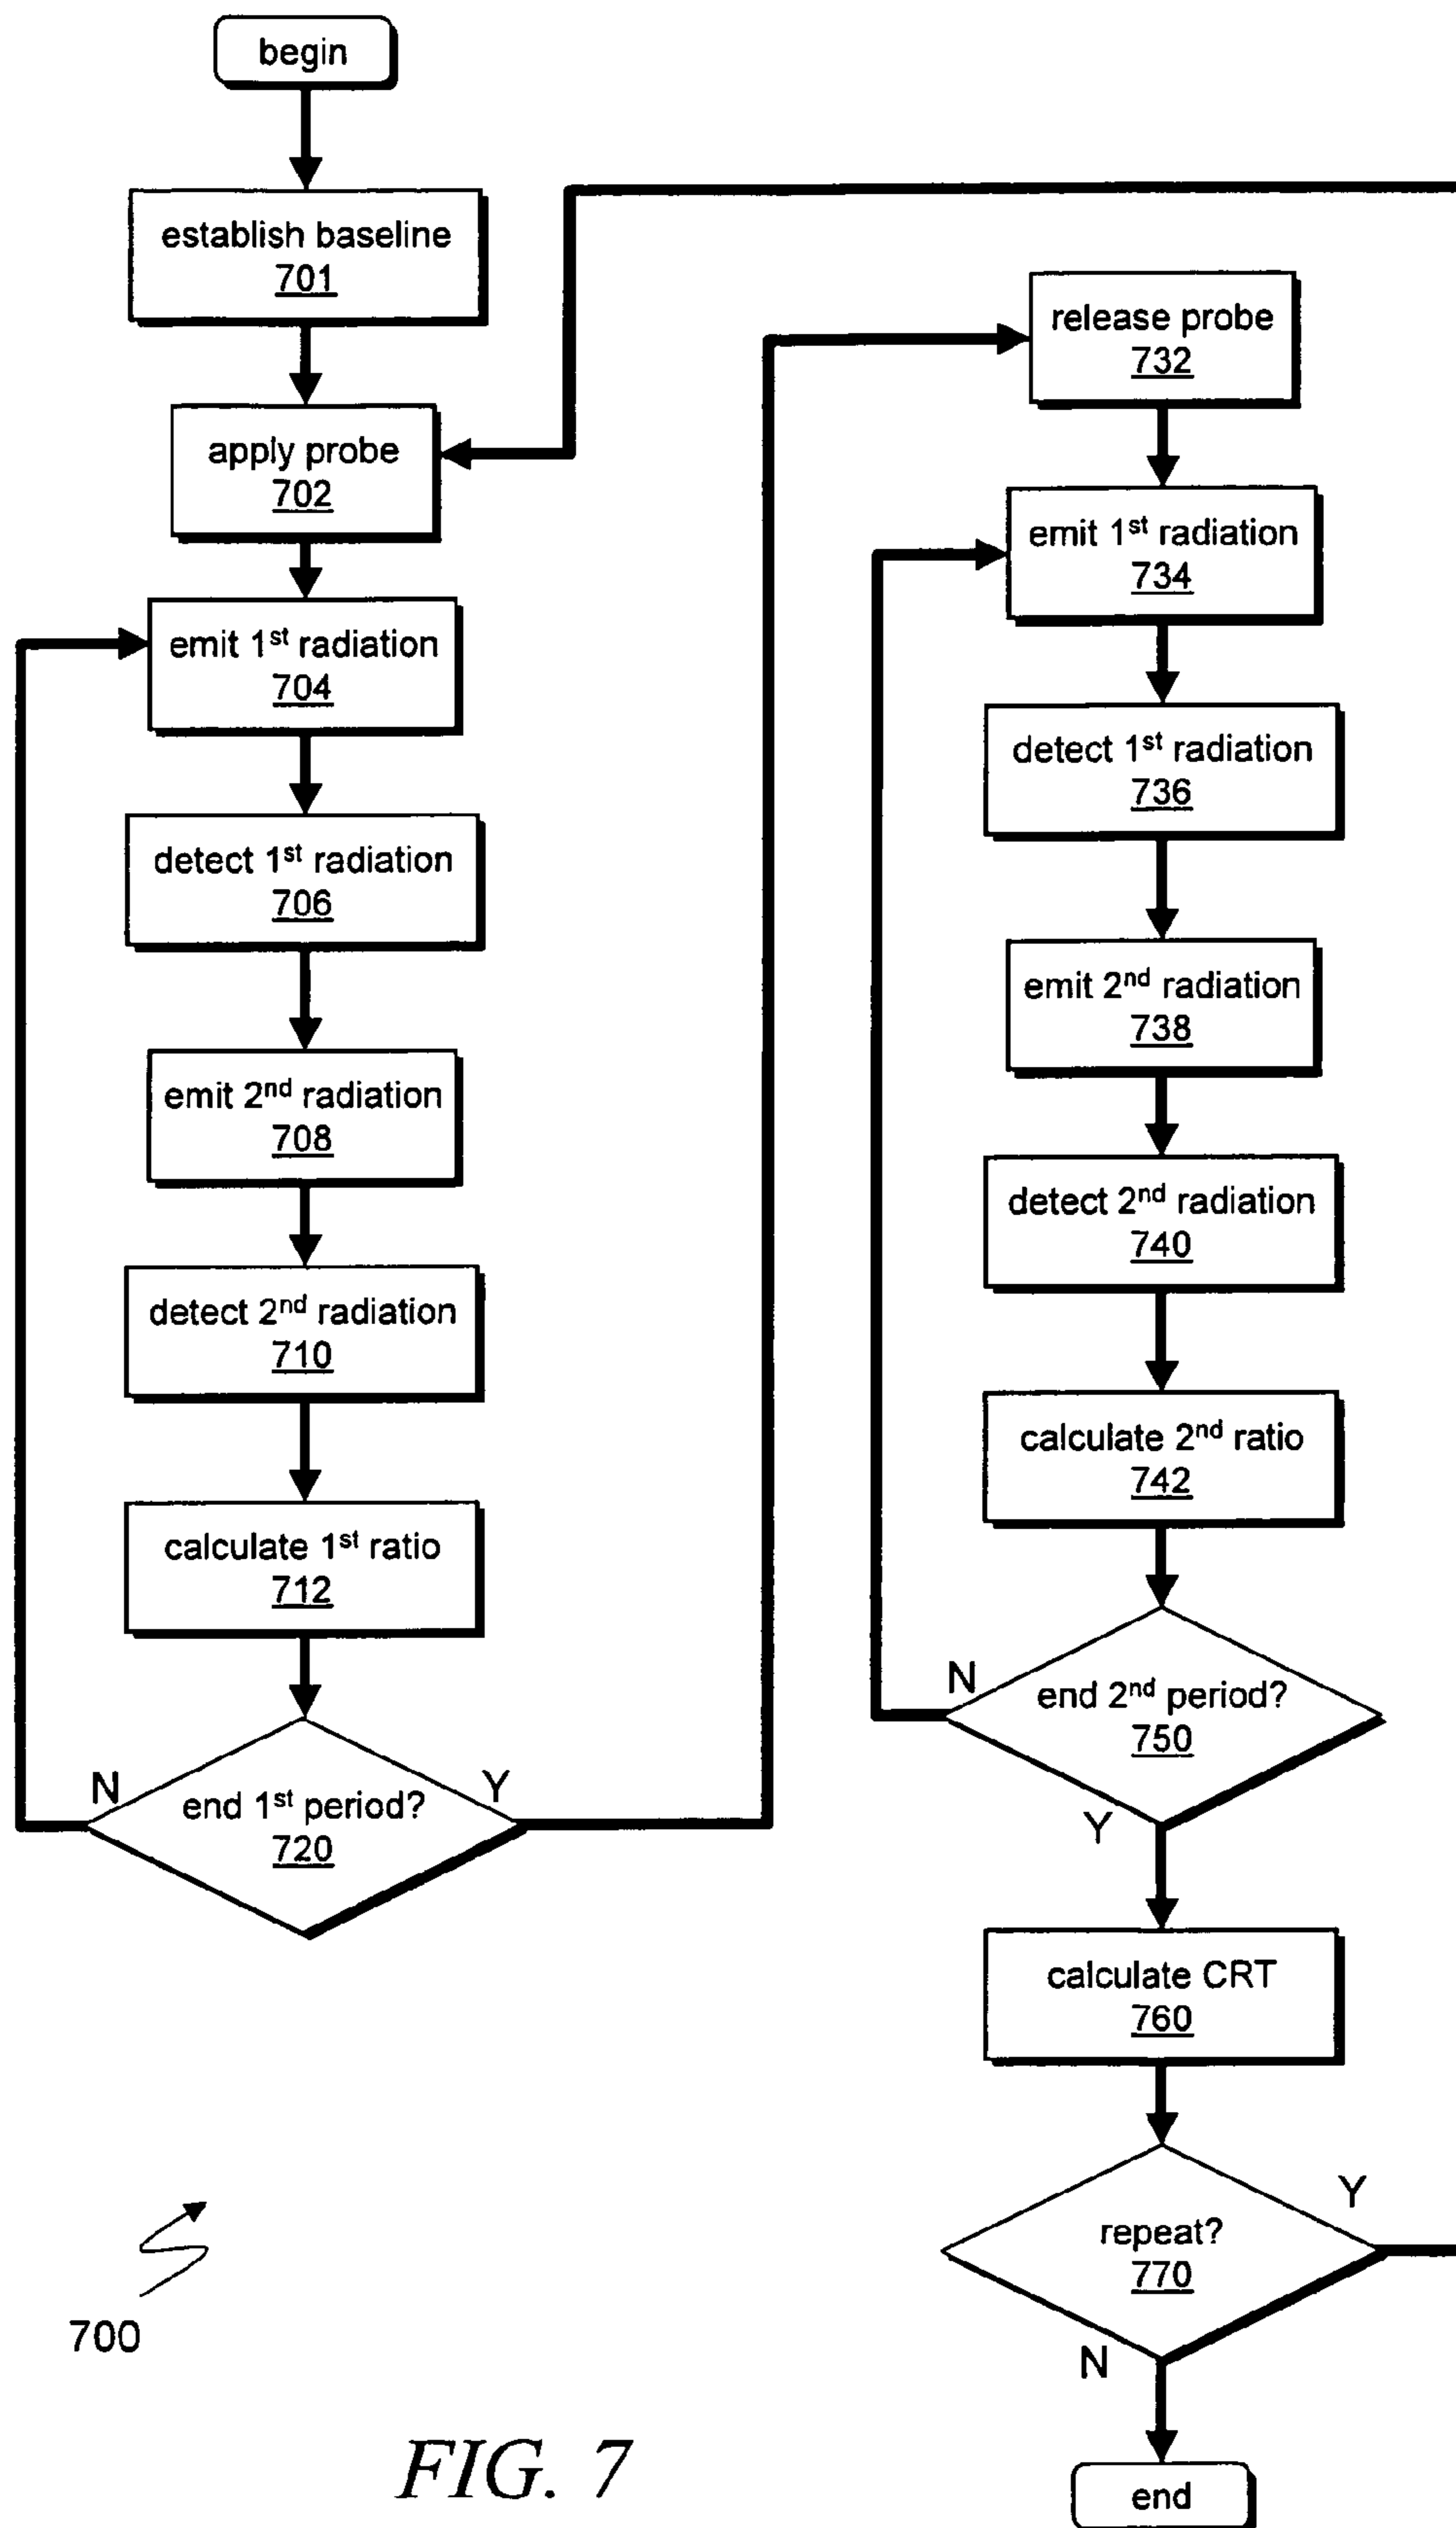 begin
establish baseline
701
apply probe
702
emit 1st radiation
704
detect 1st radiation
706
emit 2nd radiation
708
detect 2nd radiation
710
calculate 1st ratio
712
N
Y
end 1st period?
720
release probe
732
emit 1st radiation
734
detect 1st radiation
736
emit 2nd radiation
738
detect 2nd radiation
740
calculate 2nd ratio
742
N
end 2nd period?
750
Y
calculate CRT
760
Y
repeat?
770
N
end
700
FIG. 7